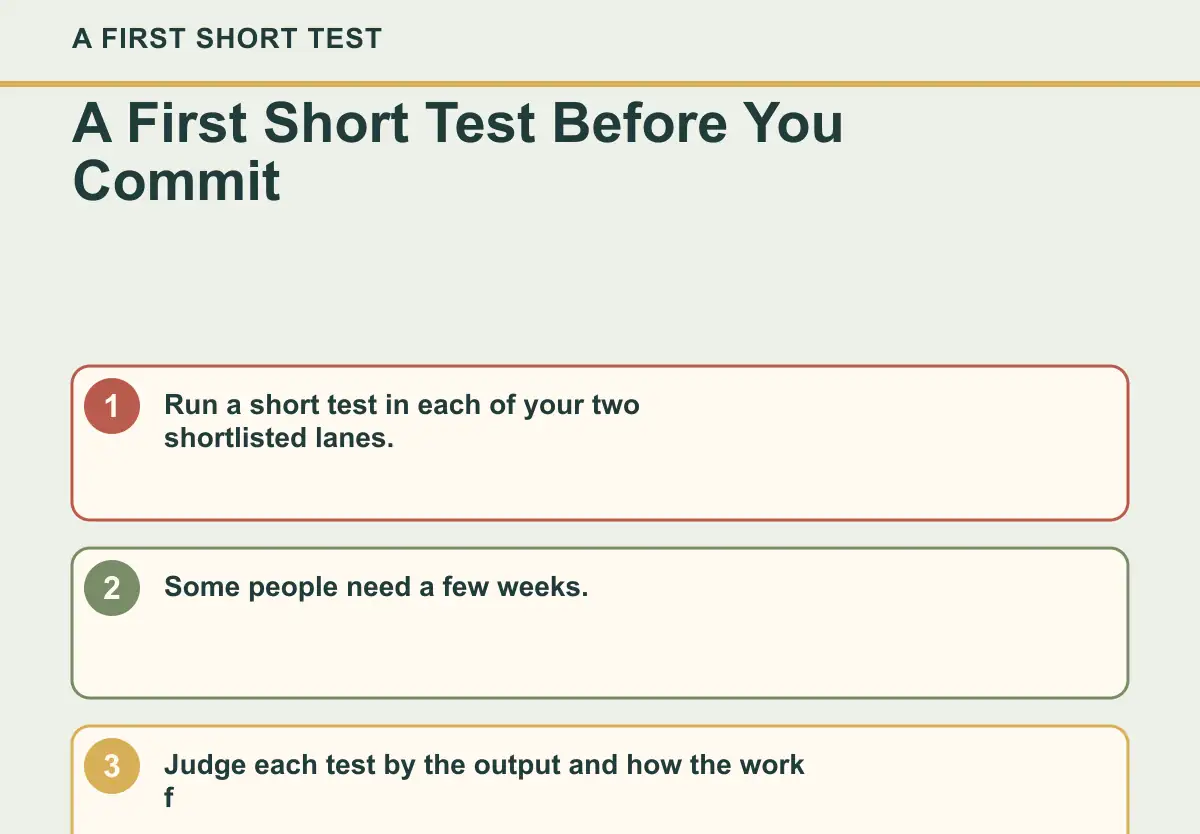 A FIRST SHORT TEST
A First Short Test Before You
Commit
1
Run a short test in each of your two
shortlisted lanes.
2
Some people need a few weeks.
3
Judge each test by the output and how the work
f